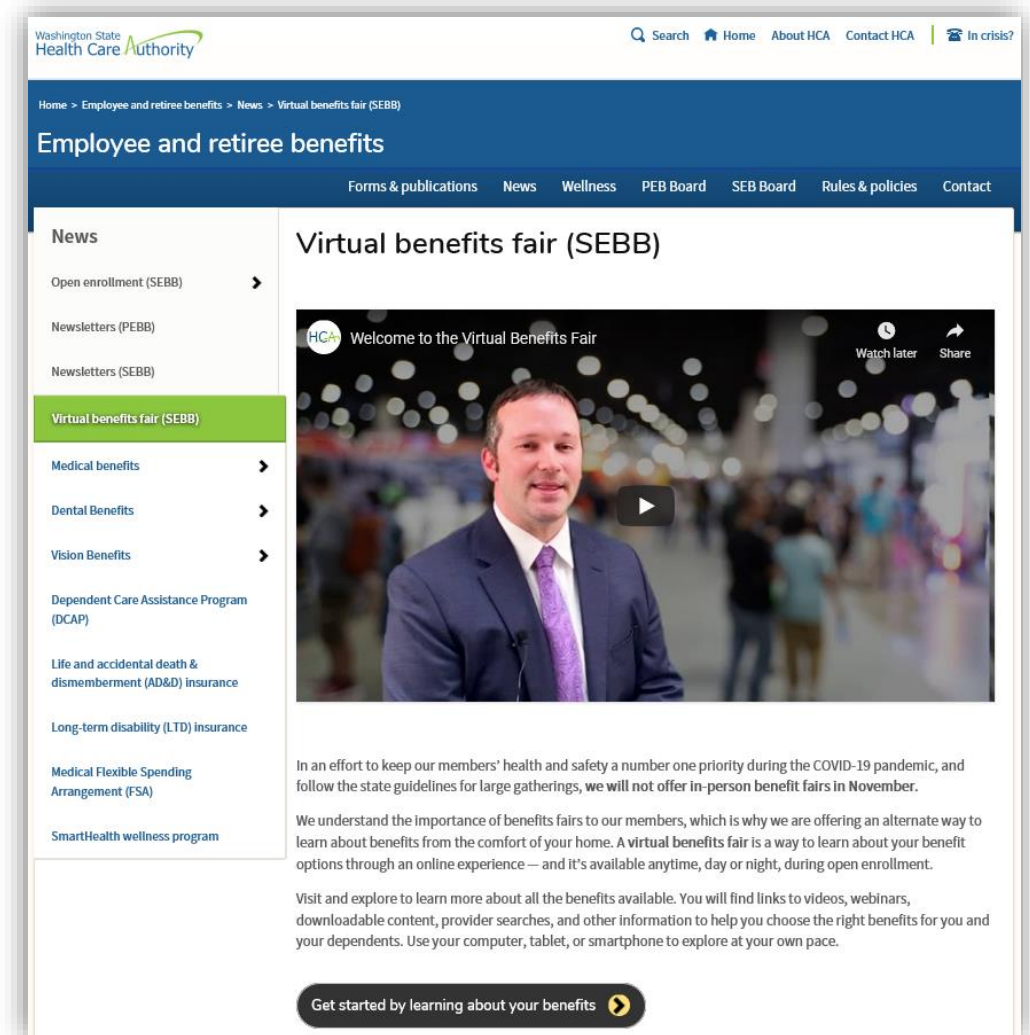 Washington State
Health Care Authority
Search Home About HCA Contact HCA In crisis?
Home > Employee and retiree benefits > News > Virtual benefits fair (SEBB)
Employee and retiree benefits
Forms & publications News Wellness PEB Board SEB Board Rules & policies Contact
News
Open enrollment (SEBB)
Newsletters (PEBB)
Newsletters (SEBB)
Virtual benefits fair (SEBB)
Medical benefits
Dental Benefits
Vision Benefits
Dependent Care Assistance Program
(DCAP)
Life and accidental death &
dismemberment (AD&D) insurance
Long-term disability (LTD) insurance
Medical Flexible Spending
Arrangement (FSA)
SmartHealth wellness program
Virtual benefits fair (SEBB)
HCA Welcome to the Virtual Benefits Fair
Watch later Share
In an effort to keep our members' health and safety a number one priority during the COVID-19 pandemic, and
follow the state guidelines for large gatherings, we will not offer in-person benefit fairs in November.
We understand the importance of benefits fairs to our members, which is why we are offering an alternate way to
learn about benefits from the comfort of your home. A virtual benefits fair is a way to learn about your benefit
options through an online experience — and it's available anytime, day or night, during open enrollment.
Visit and explore to learn more about all the benefits available. You will find links to videos, webinars,
downloadable content, provider searches, and other information to help you choose the right benefits for you and
your dependents. Use your computer, tablet, or smartphone to explore at your own pace.
Get started by learning about your benefits